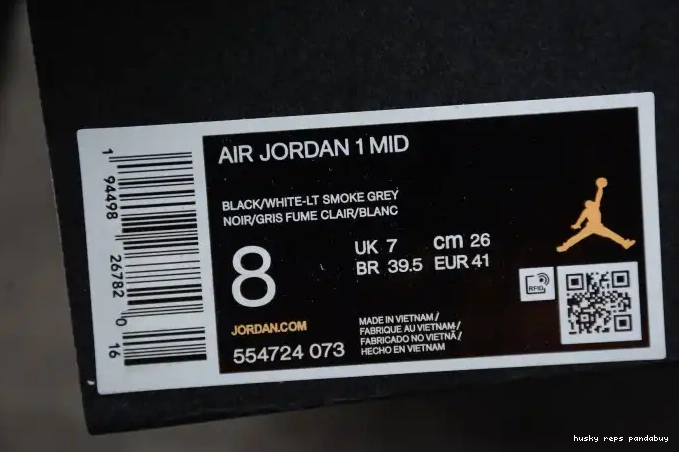 AIR JORDAN 1 MID
BLACK/WHITE-LT SMOKE GREY
NOIR/GRIS FUME CLAIR/BLANC
8
UK 7 cm 26
BR 39.5 EUR 41
JORDAN.COM
554724 073
MADE IN VIETNAM /
FABRIQUE AU VIETNAM /
FABRICADO NO VIETNÃ /
HECHO EN VIETNAM
RFID
1 94498 26782 0 16
husky reps pandabuy